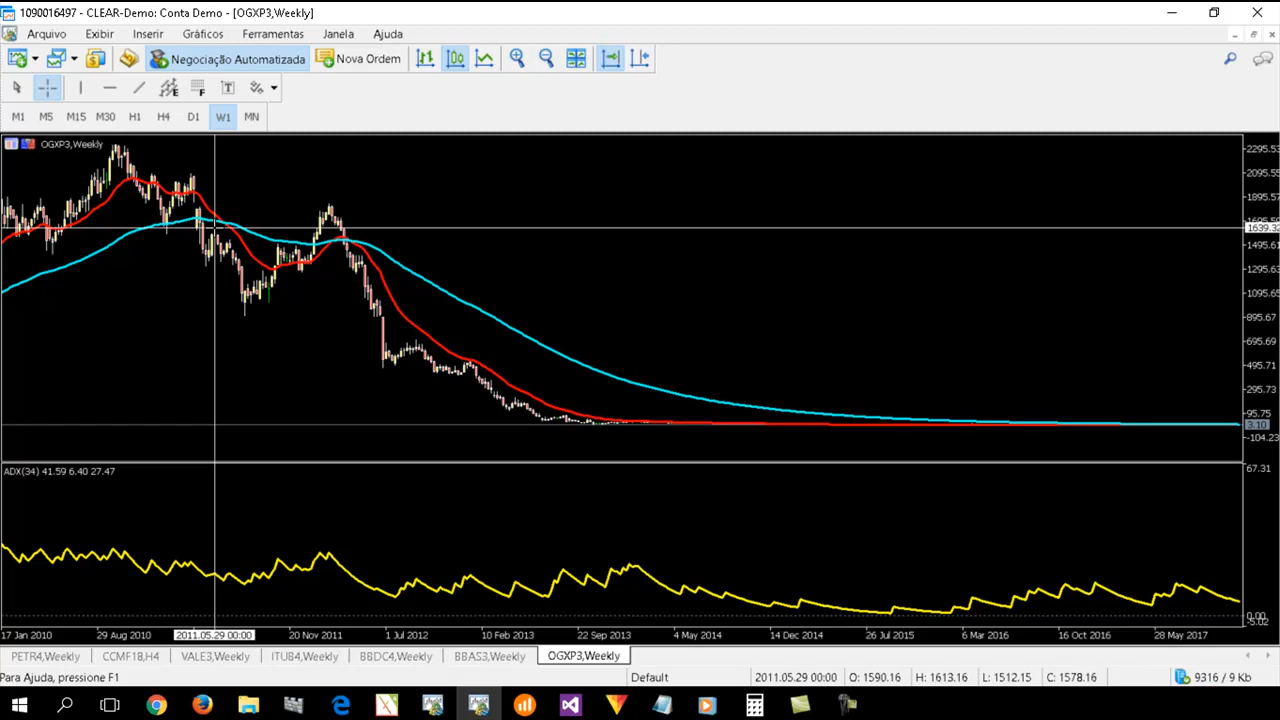 1090016497 - CLEAR-Demo: Conta Demo - [OGXP3,Weekly]
Arquivo Exibir Inserir Gráficos Ferramentas Janela Ajuda
Negociação Automatizada Nova Ordem
E F T
M1 M5 M15 M30 H1 H4 D1 W1 MN
OGXP3,Weekly
2295.53
2095.55
1895.57
1695.59
1639.32
1495.61
1295.63
1095.65
895.67
695.69
495.71
295.73
95.75
3.10
-104.23
ADX(34) 41.59 6.40 27.47
67.31
0.00
-5.02
17 Jan 2010 29 Aug 2010 2011.05.29 00:00 20 Nov 2011 1 Jul 2012 10 Feb 2013 22 Sep 2013 4 May 2014 14 Dec 2014 26 Jul 2015 6 Mar 2016 16 Oct 2016 28 May 2017
PETR4,Weekly CCMF18,H4 VALE3,Weekly ITUB4,Weekly BBDC4,Weekly BBAS3,Weekly OGXP3,Weekly
Para Ajuda, pressione F1 Default 2011.05.29 00:00 O: 1590.16 H: 1613.16 L: 1512.15 C: 1578.16 9316 / 9 Kb